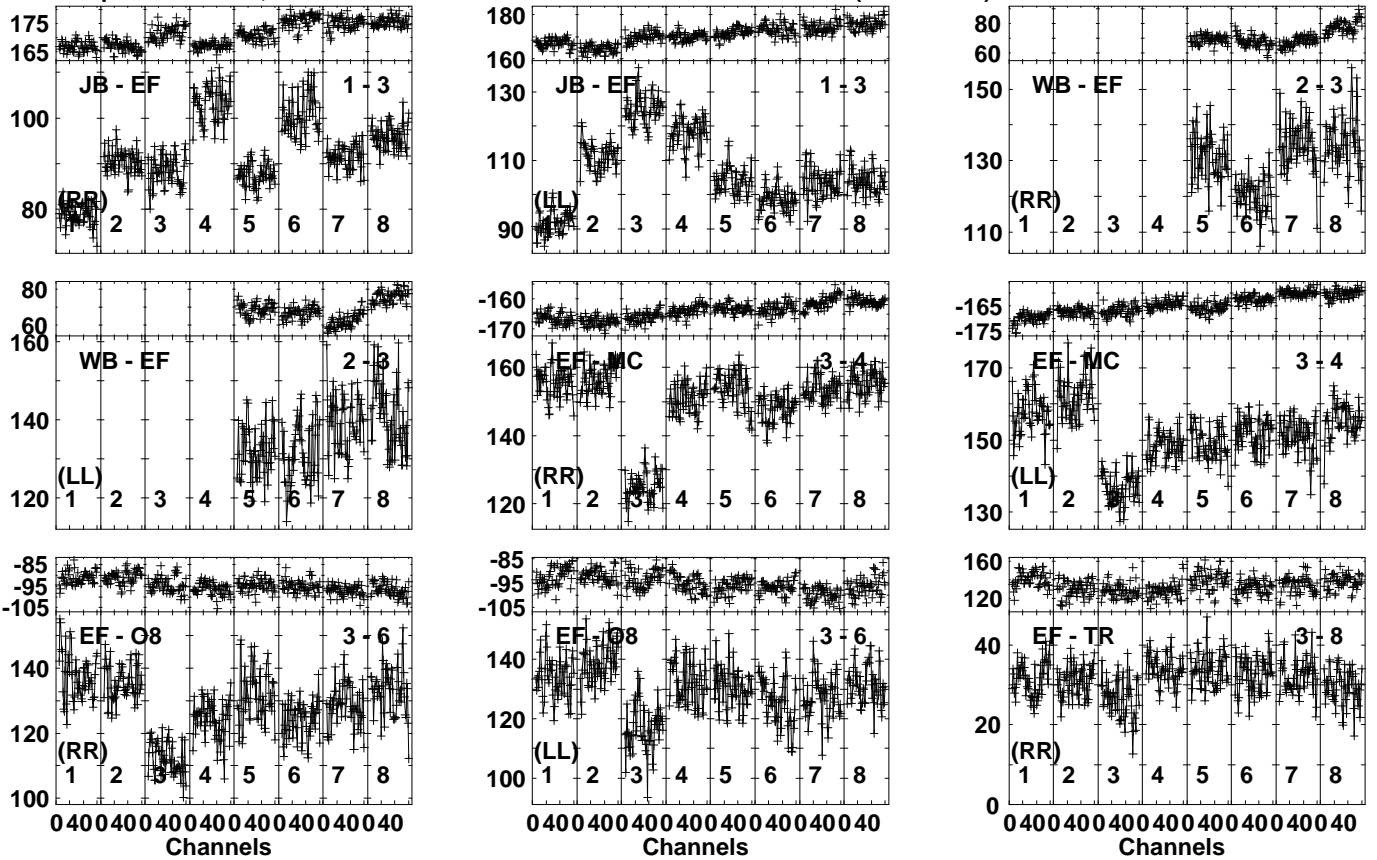 175
165
JB - EF 1 - 3
100
80
(RR)
1 2 3 4 5 6 7 8
180
160
JB - EF 1 - 3
130
110
90
(LL)
2 3 4 5 6 7 8
80
60
WB - EF 2 - 3
150
130
110
(RR)
1 2 3 4 5 6 7 8
80
60
WB - EF 2 - 3
160
140
120
(LL)
1 2 3 4 5 6 7 8
-160
-170
EF - MC 3 - 4
160
140
120
(RR)
1 2 3 4 5 6 7 8
-165
-175
EF - MC 3 - 4
170
150
130
(LL)
1 2 3 4 5 6 7 8
-85
-95
-105
EF - O8 3 - 6
140
120
100
(RR)
1 2 3 4 5 6 7 8
0 40 0 40 0 40 0 40 0 40 0 40 0 40 0 40
Channels
-85
-95
-105
EF - O8 3 - 6
140
120
100
(LL)
1 2 3 4 5 6 7 8
0 40 0 40 0 40 0 40 0 40 0 40 0 40 0 40
Channels
160
120
EF - TR 3 - 8
40
20
0
(RR)
1 2 3 4 5 6 7 8
0 40 0 40 0 40 0 40 0 40 0 40 0 40 0 40
Channels